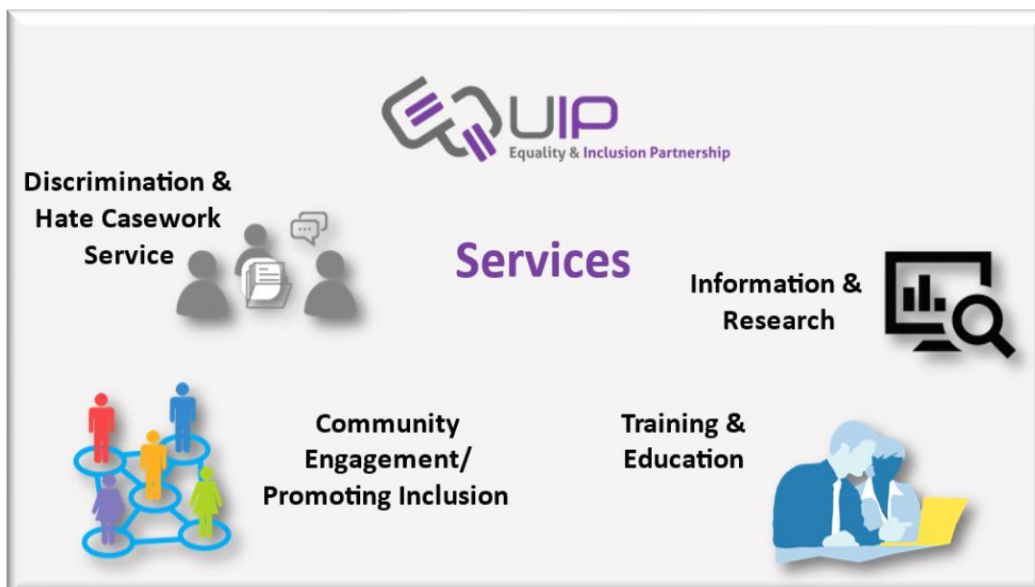 EQUIP
Equality & Inclusion Partnership
Discrimination &
Hate Casework
Service
Services
Information &
Research
Community
Engagement/
Promoting Inclusion
Training &
Education